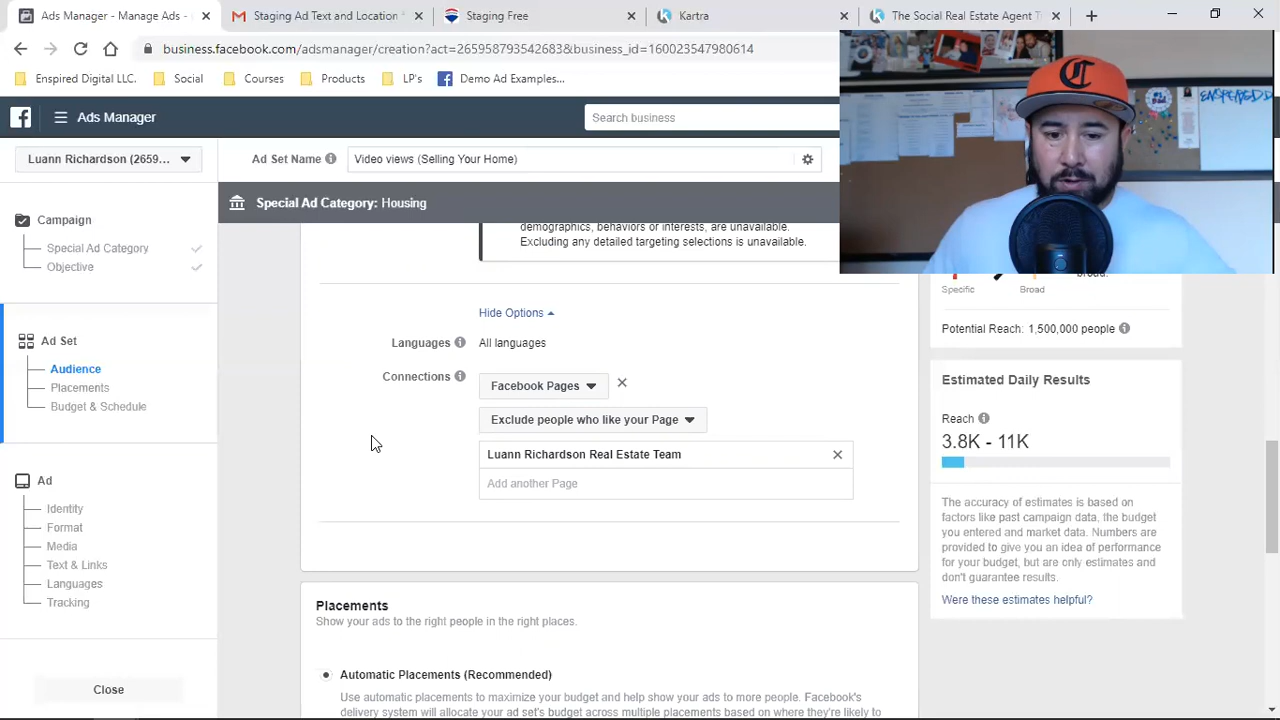 Ads Manager - Manage Ads -
Staging Ad Text and Location
Staging Free
Kartra
The Social Real Estate Agent T
business.facebook.com/adsmanager/creation?act=265958793542683&business_id=160023547980614
Enspired Digital LLC.
Social
Courses
Products
LP's
Demo Ad Examples...
Ads Manager
Search business
Luann Richardson (2659...
Ad Set Name
Video views (Selling Your Home)
Special Ad Category: Housing
Campaign
Special Ad Category
Objective
Ad Set
Audience
Placements
Budget & Schedule
Ad
Identity
Format
Media
Text & Links
Languages
Tracking
Close
demographics, behaviors or interests, are unavailable.
Excluding any detailed targeting selections is unavailable.
Hide Options
Languages
All languages
Connections
Facebook Pages
Exclude people who like your Page
Luann Richardson Real Estate Team
Add another Page
Placements
Show your ads to the right people in the right places.
Automatic Placements (Recommended)
Use automatic placements to maximize your budget and help show your ads to more people. Facebook's
delivery system will allocate your ad set's budget across multiple placements based on where they're likely to
broad.
Specific
Broad
Potential Reach: 1,500,000 people
Estimated Daily Results
Reach
3.8K - 11K
The accuracy of estimates is based on
factors like past campaign data, the budget
you entered and market data. Numbers are
provided to give you an idea of performance
for your budget, but are only estimates and
don't guarantee results.
Were these estimates helpful?